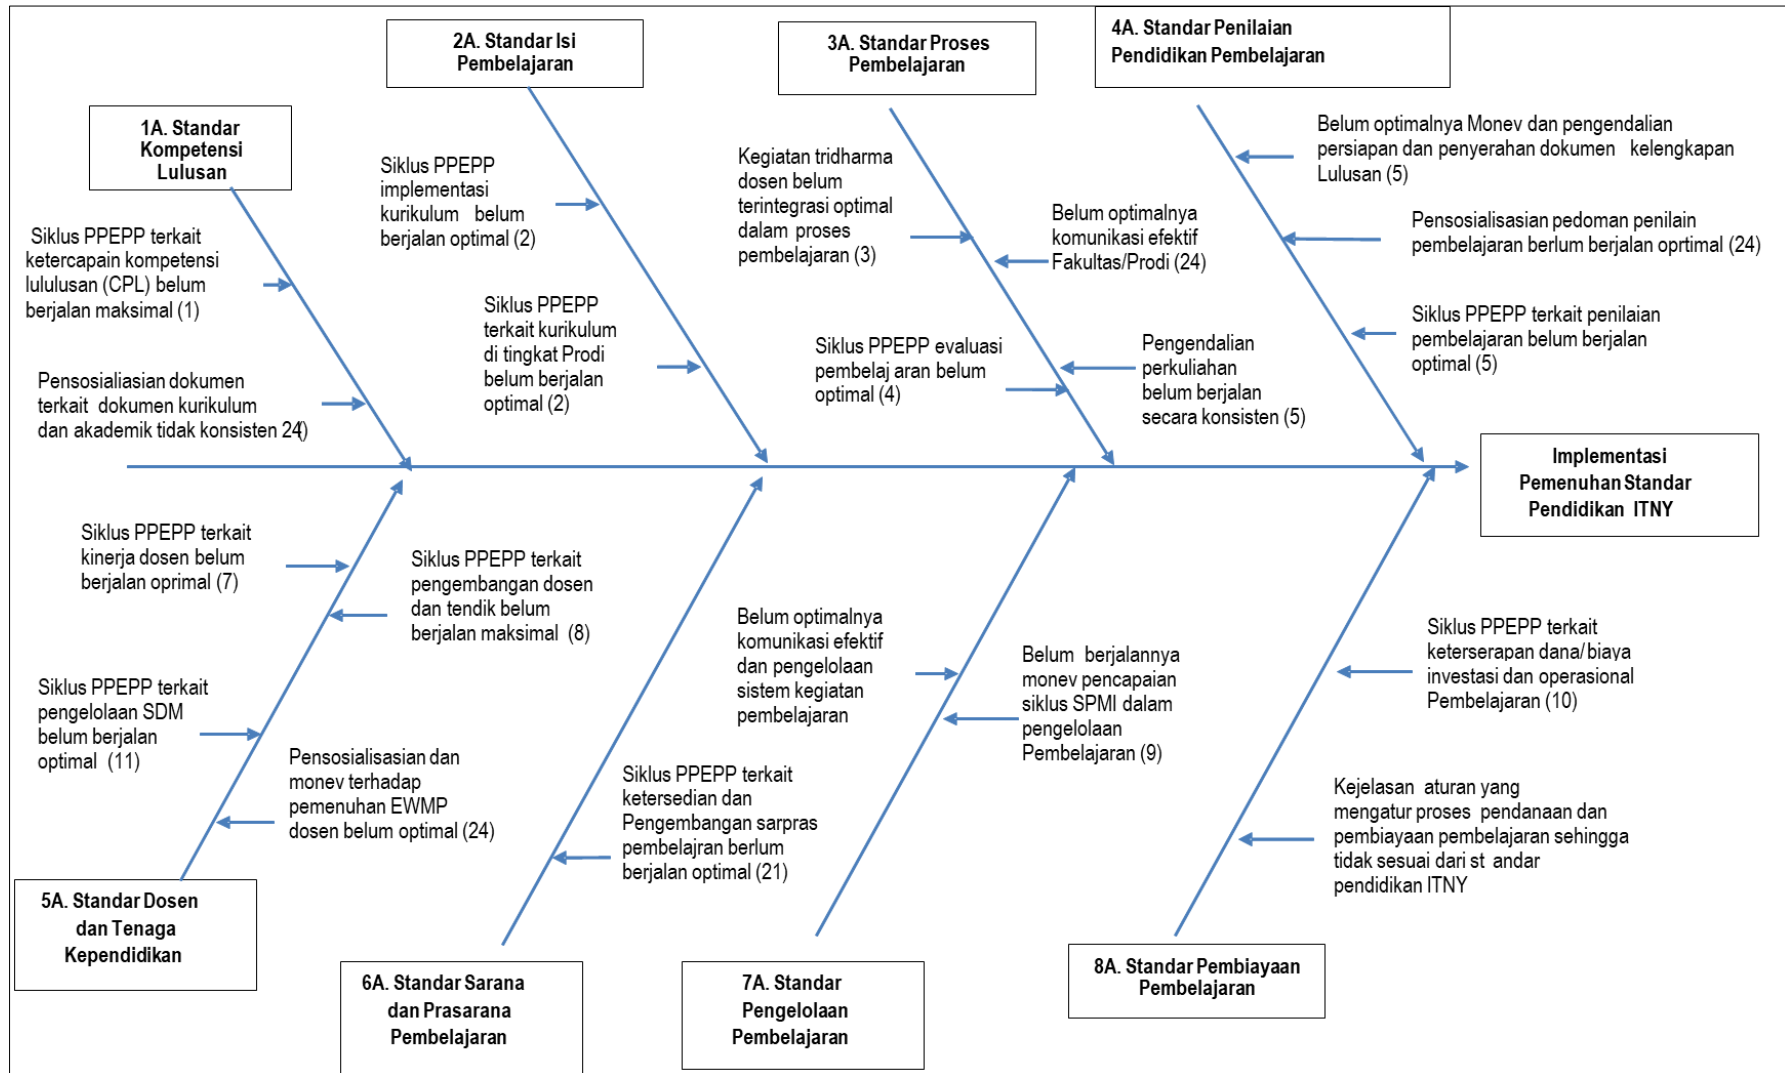 2A. Standar Isi
Pembelajaran
3A. Standar Proses
Pembelajaran
4A. Standar Penilaian
Pendidikan Pembelajaran
1A. Standar
Kompetensi
Lulusan
Siklus PPEPP terkait
ketercapain kompetensi
lululusan (CPL) belum
berjalan maksimal (1)
Pensosialiasian dokumen
terkait dokumen kurikulum
dan akademik tidak konsisten 24)
Siklus PPEPP
implementasi
kurikulum belum
berjalan optimal (2)
Siklus PPEPP
terkait kurikulum
di tingkat Prodi
belum berjalan
optimal (2)
Kegiatan tridharma
dosen belum
terintegrasi optimal
dalam proses
pembelajaran (3)
Belum optimalnya
komunikasi efektif
Fakultas/Prodi (24)
Siklus PPEPP evaluasi
pembelaj aran belum
optimal (4)
Pengendalian
perkuliahan
belum berjalan
secara konsisten (5)
Belum optimalnya Monev dan pengendalian
persiapan dan penyerahan dokumen kelengkapan
Lulusan (5)
Pensosialisasian pedoman penilain
pembelajaran berlum berjalan oprtimal (24)
Siklus PPEPP terkait penilaian
pembelajaran belum berjalan
optimal (5)
Implementasi
Pemenuhan Standar
Pendidikan ITNY
Siklus PPEPP terkait
kinerja dosen belum
berjalan oprimal (7)
Siklus PPEPP terkait
pengembangan dosen
dan tendik belum
berjalan maksimal (8)
Siklus PPEPP terkait
pengelolaan SDM
belum berjalan
optimal (11)
Pensosialisasian dan
monev terhadap
pemenuhan EWMP
dosen belum optimal (24)
Siklus PPEPP terkait
ketersedian dan
Pengembangan sarpras
pembelajran berlum
berjalan optimal (21)
Belum optimalnya
komunikasi efektif
dan pengelolaan
sistem kegiatan
pembelajaran
Belum berjalannya
monev pencapaian
siklus SPMI dalam
pengelolaan
Pembelajaran (9)
Siklus PPEPP terkait
keterserapan dana/biaya
investasi dan operasional
Pembelajaran (10)
Kejelasan aturan yang
mengatur proses pendanaan dan
pembiayaan pembelajaran sehingga
tidak sesuai dari st andar
pendidikan ITNY
5A. Standar Dosen
dan Tenaga
Kependidikan
6A. Standar Sarana
dan Prasarana
Pembelajaran
7A. Standar
Pengelolaan
Pembelajaran
8A. Standar Pembiayaan
Pembelajaran